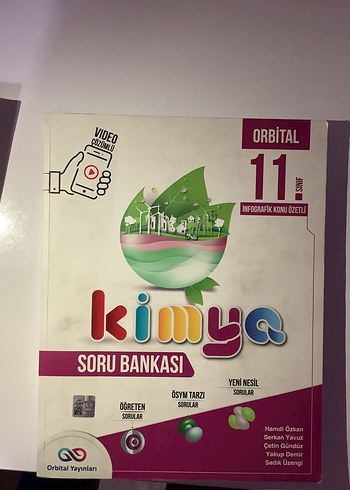 ORBİTAL
VIDEO
ÇÖZÜMLÜ
11.
SINIF
İNFOGRAFİK KONU ÖZETLİ
kimya
SORU BANKASI
ÖĞRETEN
SORULAR
ÖSYM TARZI
SORULAR
YENİ NESİL
SORULAR
Hamdi Özkan
Serkan Yavuz
Çetin Gündüz
Yakup Demir
Sadık Üzengi
Orbital Yayınları